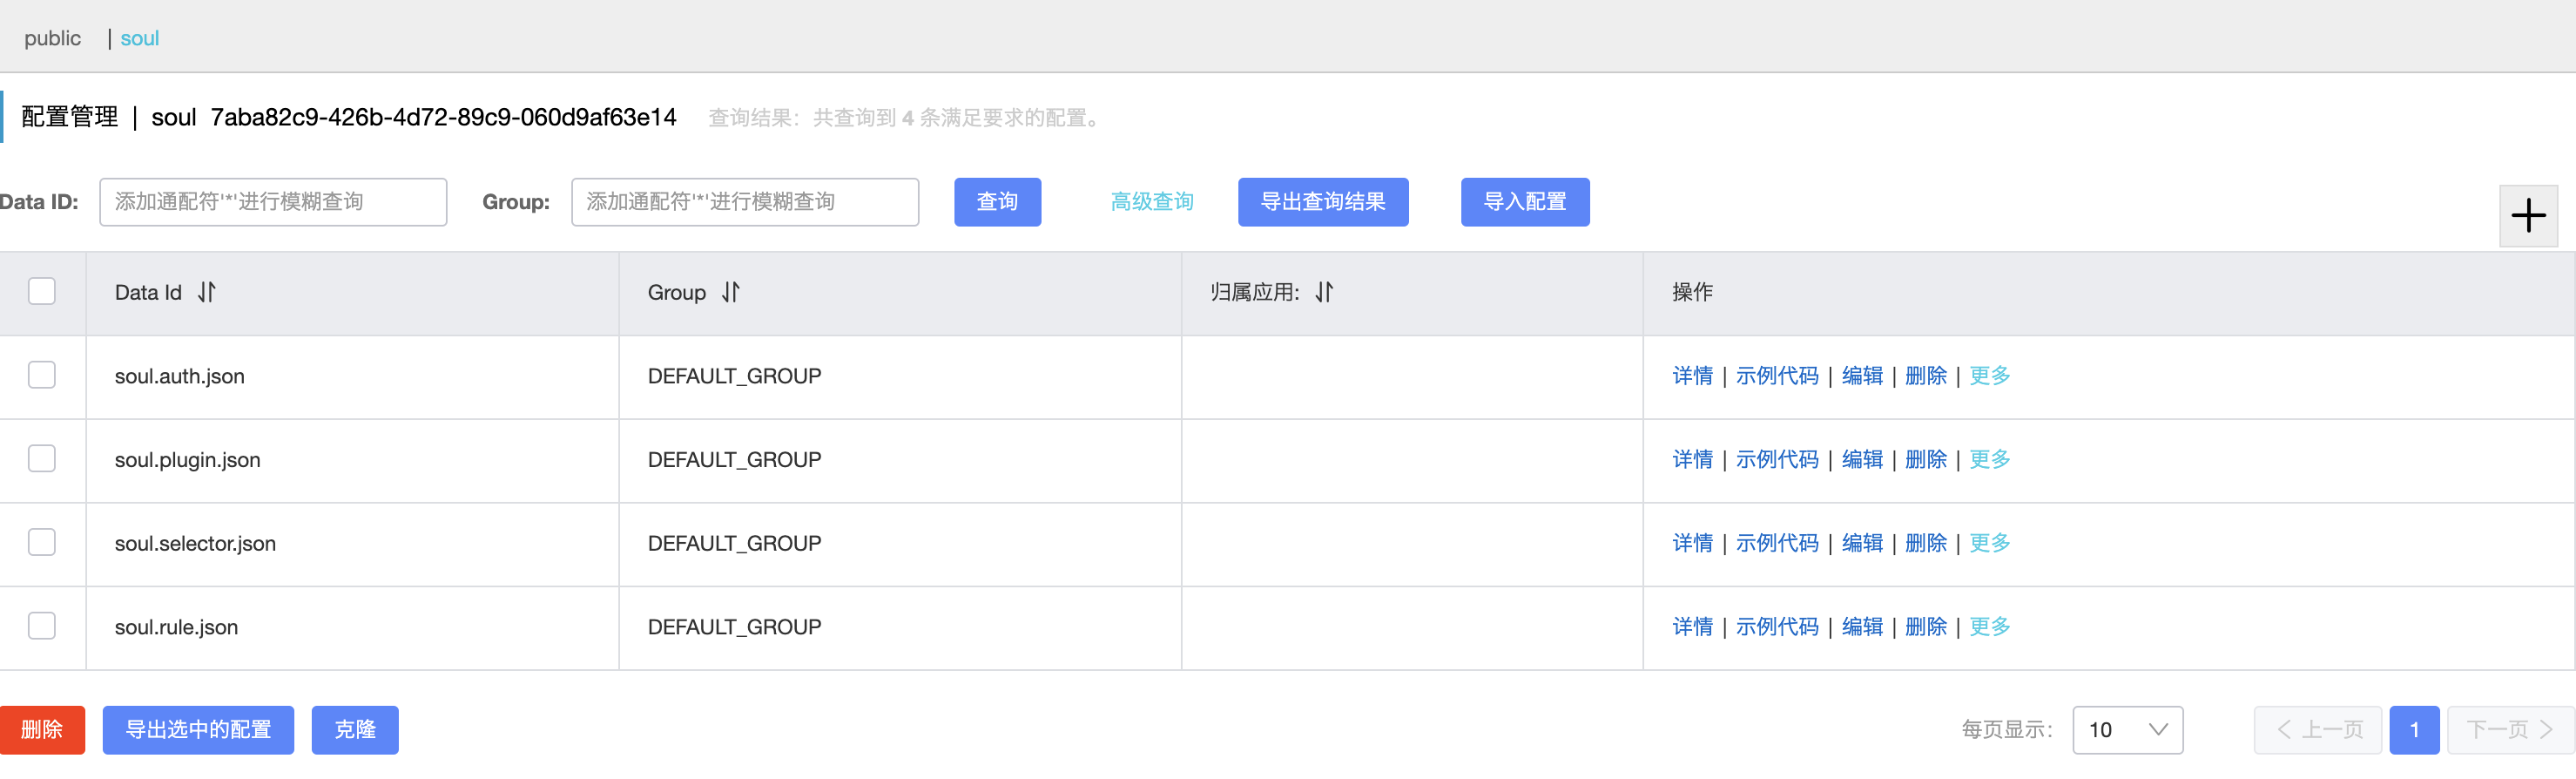 public | soul
配置管理 | soul 7aba82c9-426b-4d72-89c9-060d9af63e14 查询结果：共查询到 4 条满足要求的配置。
Data ID: 添加通配符'*'进行模糊查询 Group: 添加通配符'*'进行模糊查询 查询 高级查询 导出查询结果 导入配置
Data Id Group 归属应用: 操作
soul.auth.json DEFAULT_GROUP 详情 | 示例代码 | 编辑 | 删除 | 更多
soul.plugin.json DEFAULT_GROUP 详情 | 示例代码 | 编辑 | 删除 | 更多
soul.selector.json DEFAULT_GROUP 详情 | 示例代码 | 编辑 | 删除 | 更多
soul.rule.json DEFAULT_GROUP 详情 | 示例代码 | 编辑 | 删除 | 更多
删除 导出选中的配置 克隆 每页显示: 10 上一页 1 下一页